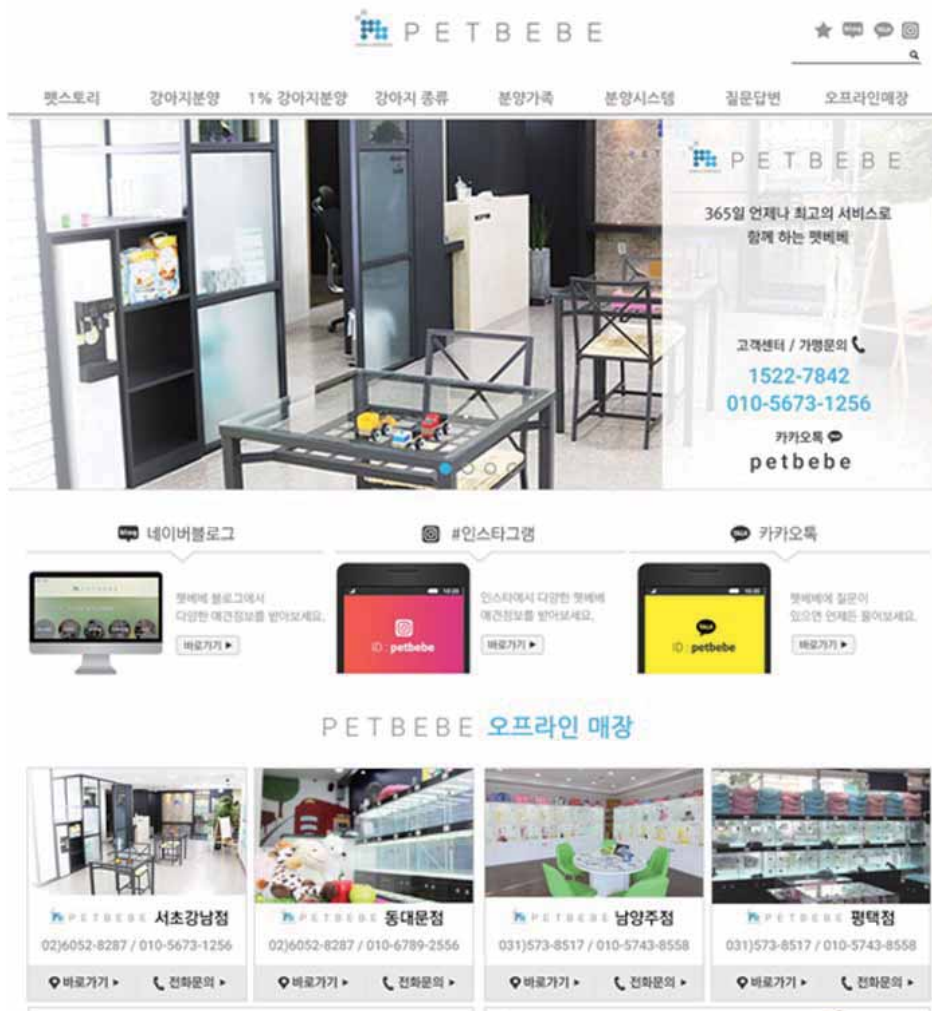 PETBEBE
펫스토리 강아지분양 1% 강아지분양 강아지 종류 분양가족 분양시스템 질문답변 오프라인매장
PETBEBE
365일 언제나 최고의 서비스로
함께 하는 펫베베
고객센터 / 가맹문의
1522-7842
010-5673-1256
카카오톡
petbebe
blog 네이버블로그
펫베베 블로그에서
다양한 애견정보를 받아보세요.
바로가기 ▶
#인스타그램
ID : petbebe
인스타에서 다양한 펫베베
애견정보를 받아보세요.
바로가기 ▶
TALK 카카오톡
TALK
ID : petbebe
펫베베에 질문이
있으면 언제든 물어보세요.
바로가기 ▶
PETBEBE 오프라인 매장
PETBEBE 서초강남점
02)6052-8287 / 010-5673-1256
바로가기 ▶ 전화문의 ▶
PETBEBE 동대문점
02)6052-8287 / 010-6789-2556
바로가기 ▶ 전화문의 ▶
PETBEBE 남양주점
031)573-8517 / 010-5743-8558
바로가기 ▶ 전화문의 ▶
PETBEBE 평택점
031)573-8517 / 010-5743-8558
바로가기 ▶ 전화문의 ▶